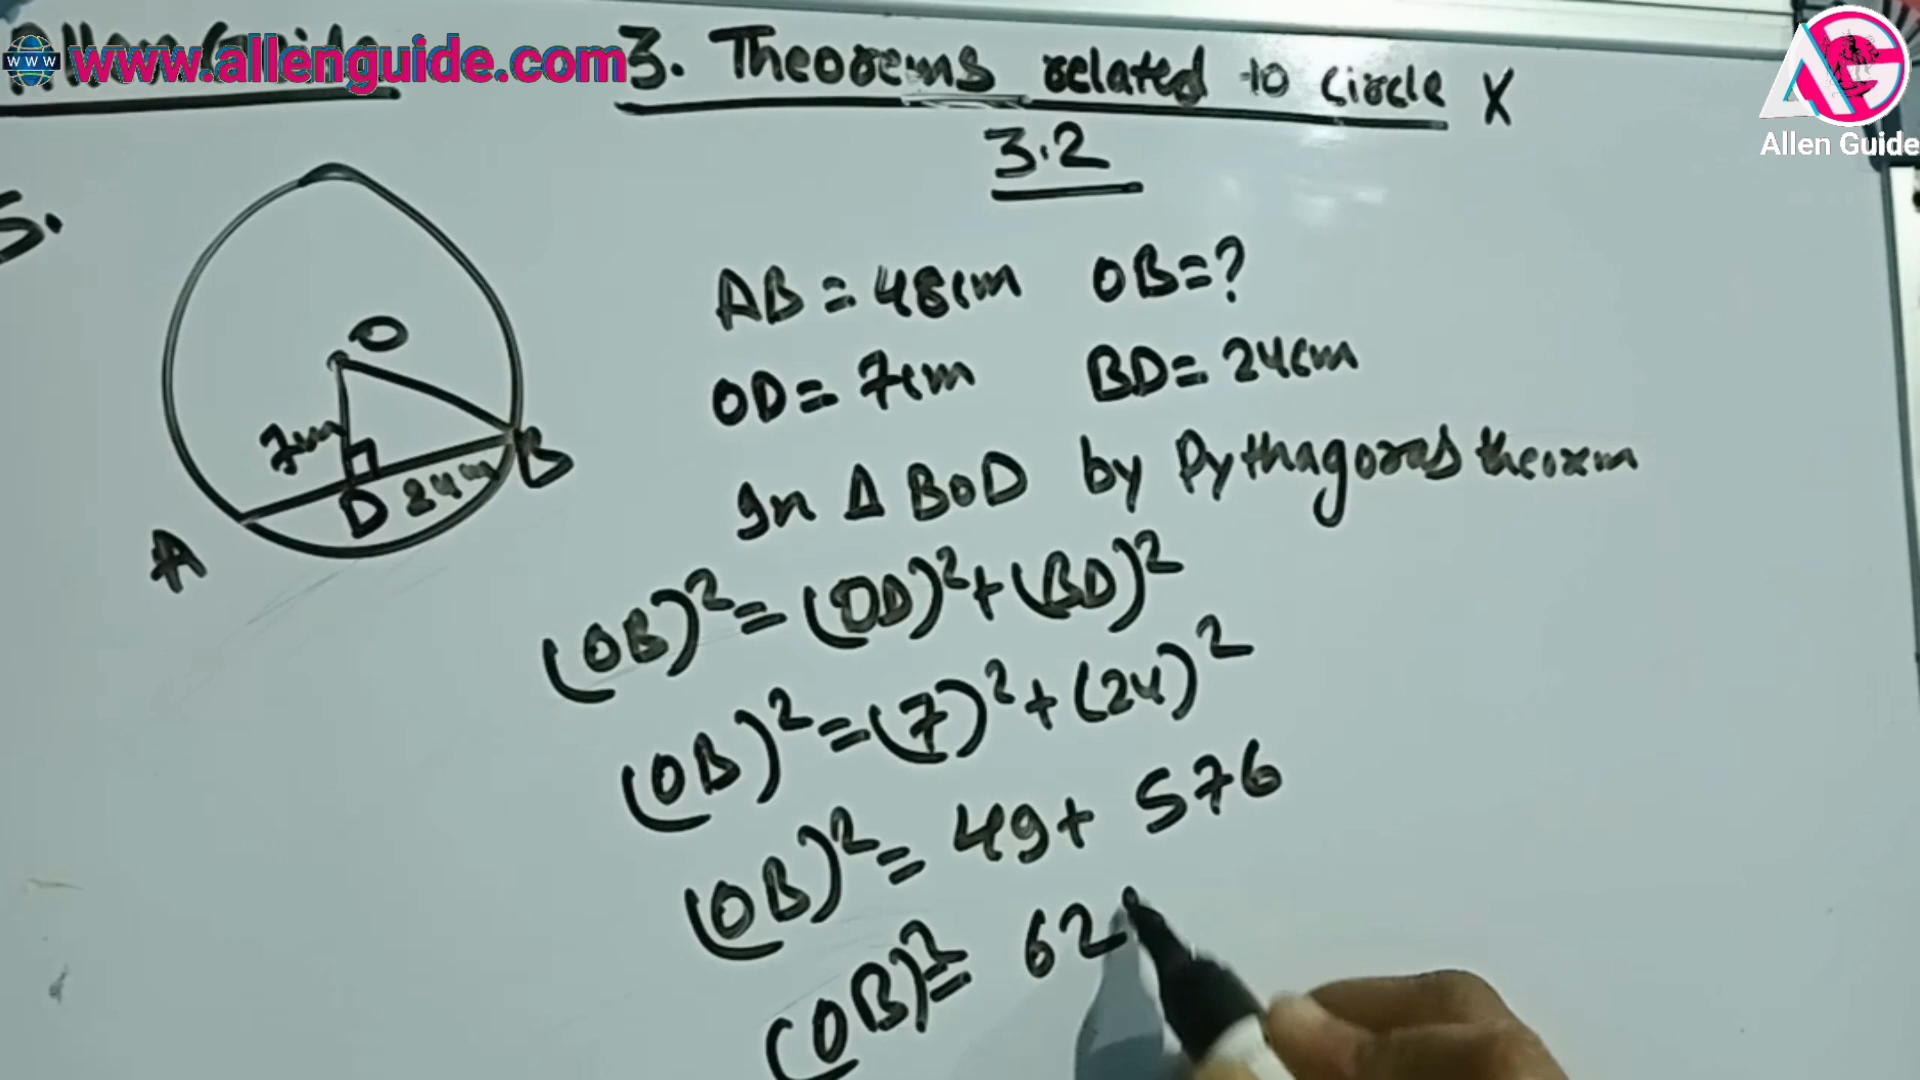 www.allenguide.com
3. Theorems related to circle X
Allen Guide
3.2
5.
AB = 48cm OB = ?
OD = 7cm BD = 24cm
In Δ BOD by Pythagoras theorem
O
7cm
D 24cm B
A
(OB)² = (OD)² + (BD)²
(OB)² = (7)² + (24)²
(OB)² = 49 + 576
(OB)² = 62